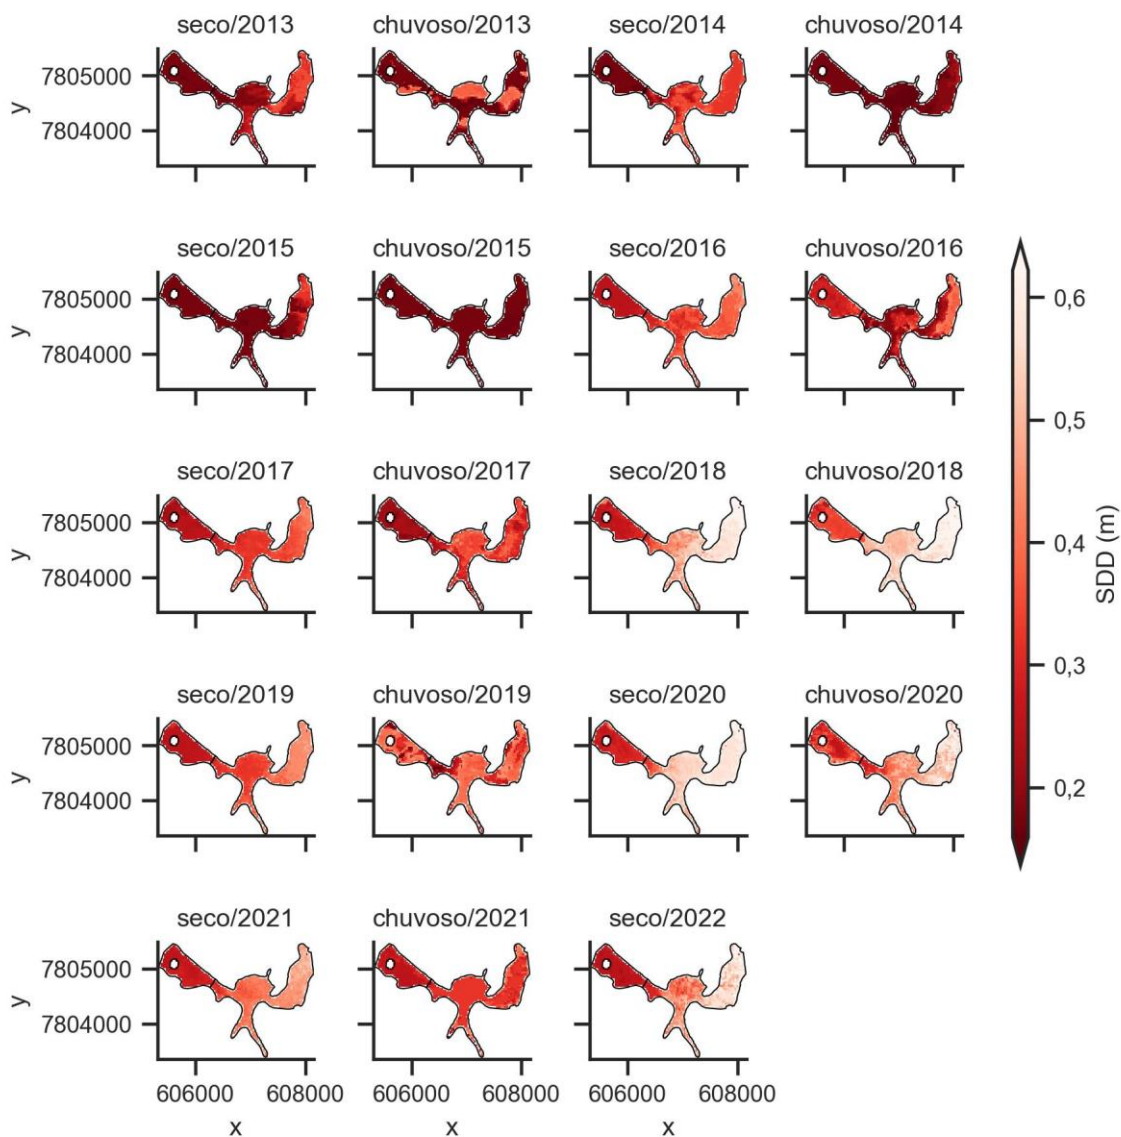 seco/2013 chuvoso/2013 seco/2014 chuvoso/2014
7805000
y
7804000
seco/2015 chuvoso/2015 seco/2016 chuvoso/2016
7805000
y
7804000
seco/2017 chuvoso/2017 seco/2018 chuvoso/2018
7805000
y
7804000
seco/2019 chuvoso/2019 seco/2020 chuvoso/2020
7805000
y
7804000
seco/2021 chuvoso/2021 seco/2022
7805000
y
7804000
606000 608000 606000 608000 606000 608000
x x x
0,6
0,5
0,4
0,3
0,2
SDD (m)